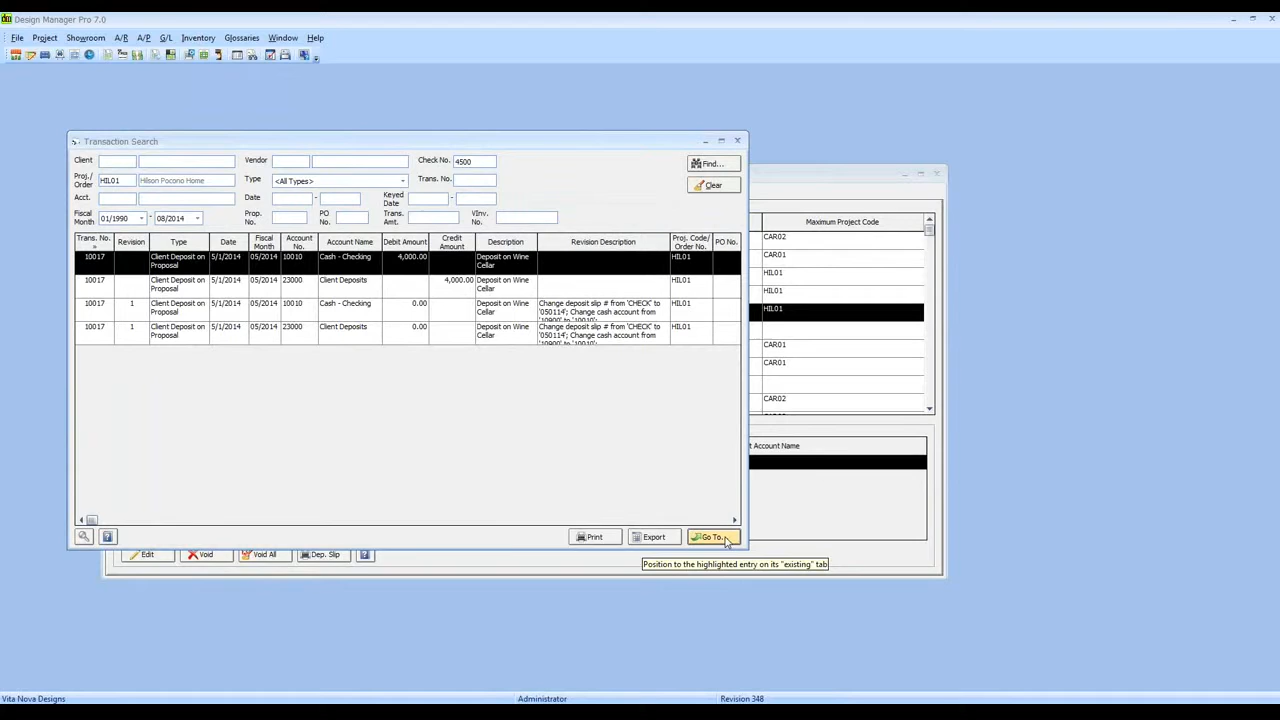 dm Design Manager Pro 7.0
File Project Showroom A/R A/P G/L Inventory Glossaries Window Help
Transaction Search
Client Vendor Check No. 4500 Find...
Proj./ Order HIL01 Hilson Pocono Home Type <All Types> Trans. No. Clear
Acct. Date - Keyed Date -
Fiscal Month 01/1990 - 08/2014 Prop. No. PO No. Trans. Amt. VInv. No.
Trans. No. Revision Type Date Fiscal Month Account No. Account Name Debit Amount Credit Amount Description Revision Description Proj. Code/ Order No. PO No.
10017 Client Deposit on Proposal 5/1/2014 05/2014 10010 Cash - Checking 4,000.00 Deposit on Wine Cellar HIL01
10017 Client Deposit on Proposal 5/1/2014 05/2014 23000 Client Deposits 4,000.00 Deposit on Wine Cellar HIL01
10017 1 Client Deposit on Proposal 5/1/2014 05/2014 10010 Cash - Checking 0.00 Deposit on Wine Cellar Change deposit slip # from 'CHECK' to '050114'; Change cash account from '10900' to '10010'; HIL01
10017 1 Client Deposit on Proposal 5/1/2014 05/2014 23000 Client Deposits 0.00 Deposit on Wine Cellar Change deposit slip # from 'CHECK' to '050114'; Change cash account from '10900' to '10010'; HIL01
Print Export Go To...
Maximum Project Code
CAR02
CAR01
HIL01
HIL01
HIL01
CAR01
CAR01
CAR02
t Account Name
Edit Void Void All Dep. Slip
Position to the highlighted entry on its "existing" tab
Vita Nova Designs Administrator Revision 348